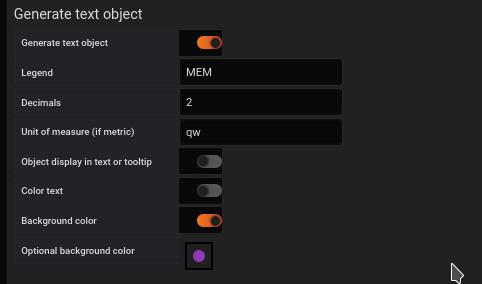 Generate text object
Generate text object
Legend MEM
Decimals 2
Unit of measure (if metric) qw
Object display in text or tooltip
Color text
Background color
Optional background color